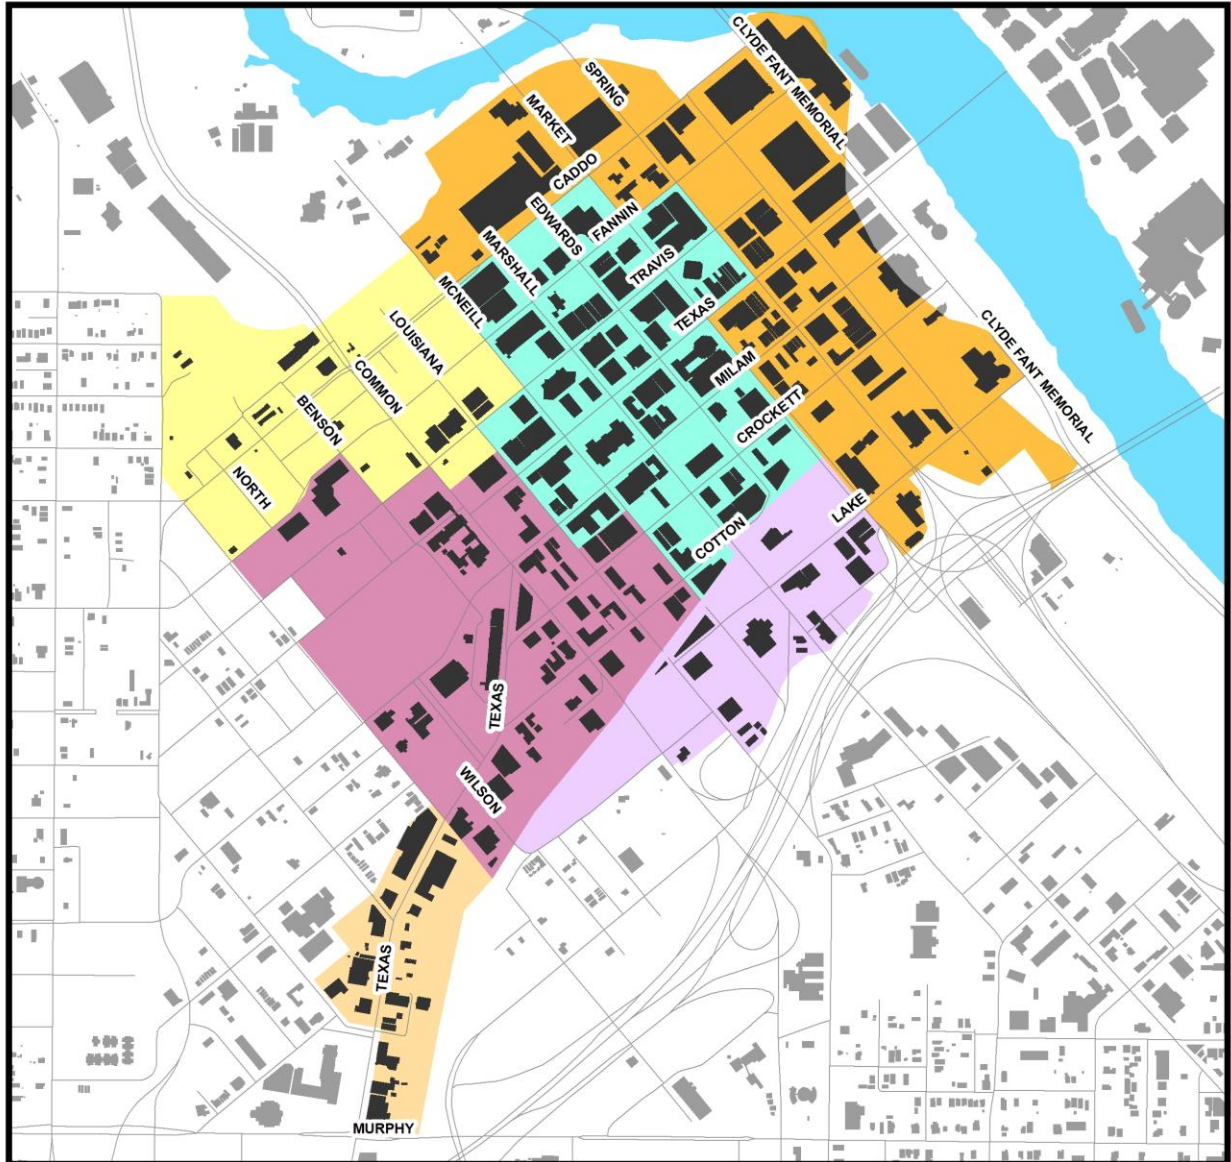 CLYDE FANT MEMORIAL
SPRING
MARKET
CADDO
EDWARDS
FANNIN
MARSHALL
TRAVIS
MCNEILL
TEXAS
LOUISIANA
CLYDE FANT MEMORIAL
MILAM
COMMON
CROCKETT
BENSON
NORTH
LAKE
COTTON
TEXAS
WILSON
TEXAS
MURPHY